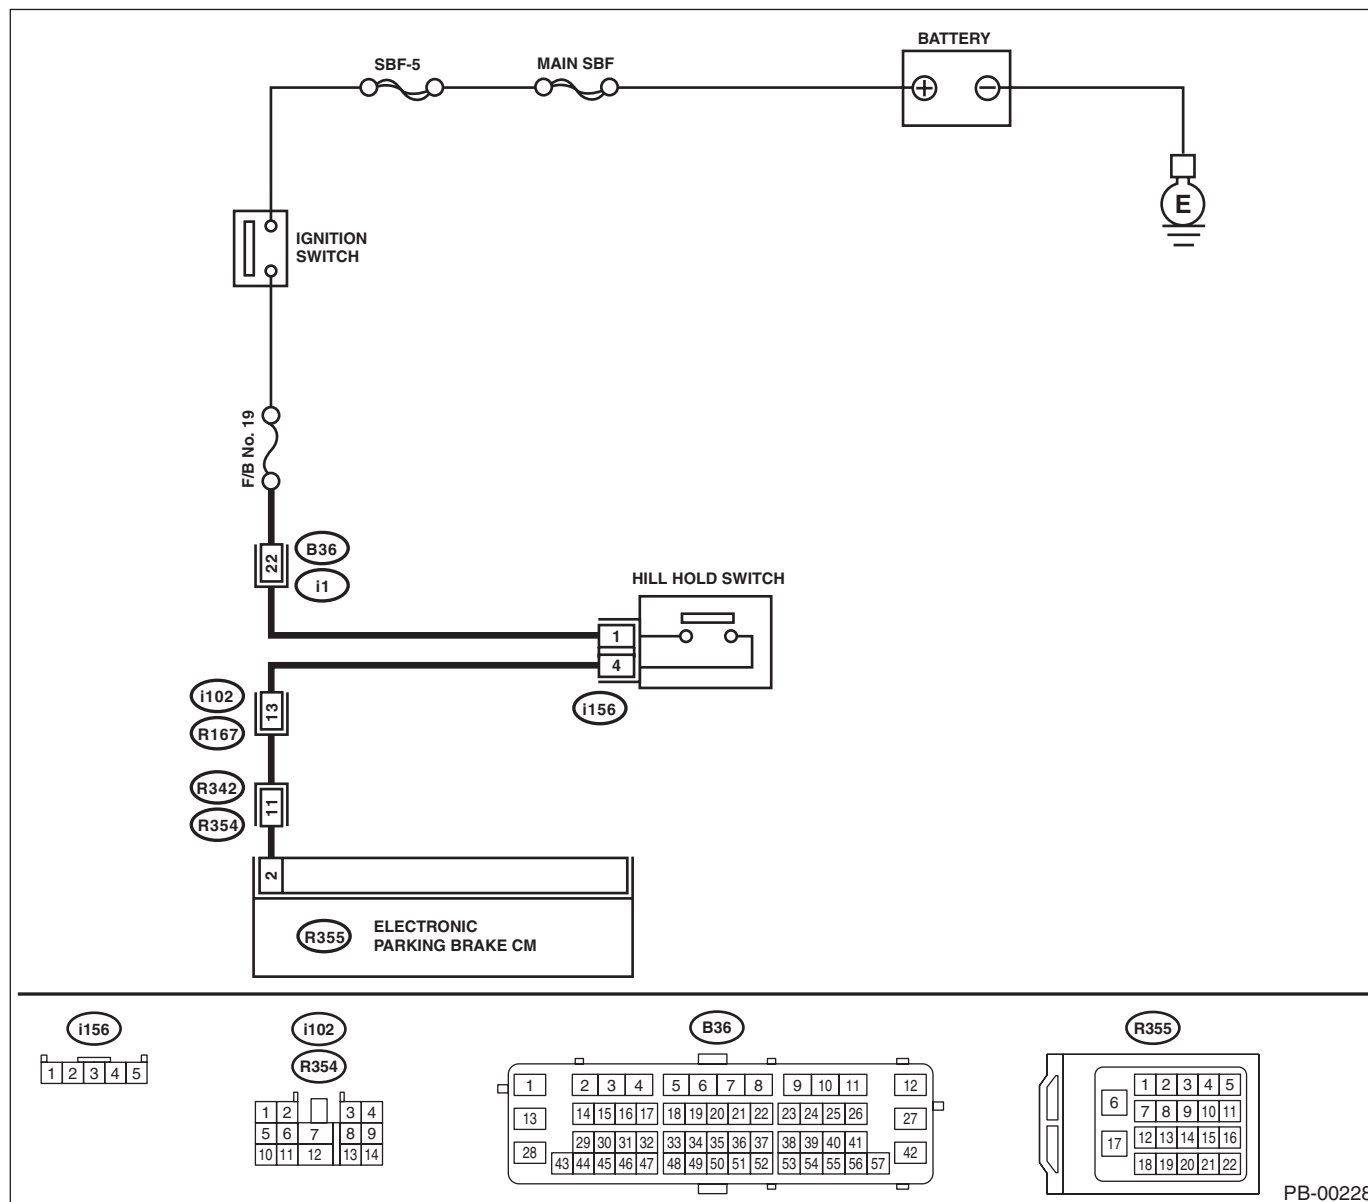 BATTERY
SBF-5
MAIN SBF
E
IGNITION
SWITCH
F/B No. 19
22
B36
i1
HILL HOLD SWITCH
1
4
i156
i102
13
R167
R342
11
R354
2
R355
ELECTRONIC
PARKING BRAKE CM
i156
1 2 3 4 5
i102
R354
1 2 3 4
5 6 7 8 9
10 11 12 13 14
B36
1 2 3 4 5 6 7 8 9 10 11 12
13 14 15 16 17 18 19 20 21 22 23 24 25 26 27
28 29 30 31 32 33 34 35 36 37 38 39 40 41 42
43 44 45 46 47 48 49 50 51 52 53 54 55 56 57
R355
1 2 3 4 5
6 7 8 9 10 11
12 13 14 15 16
17 18 19 20 21 22
PB-00228